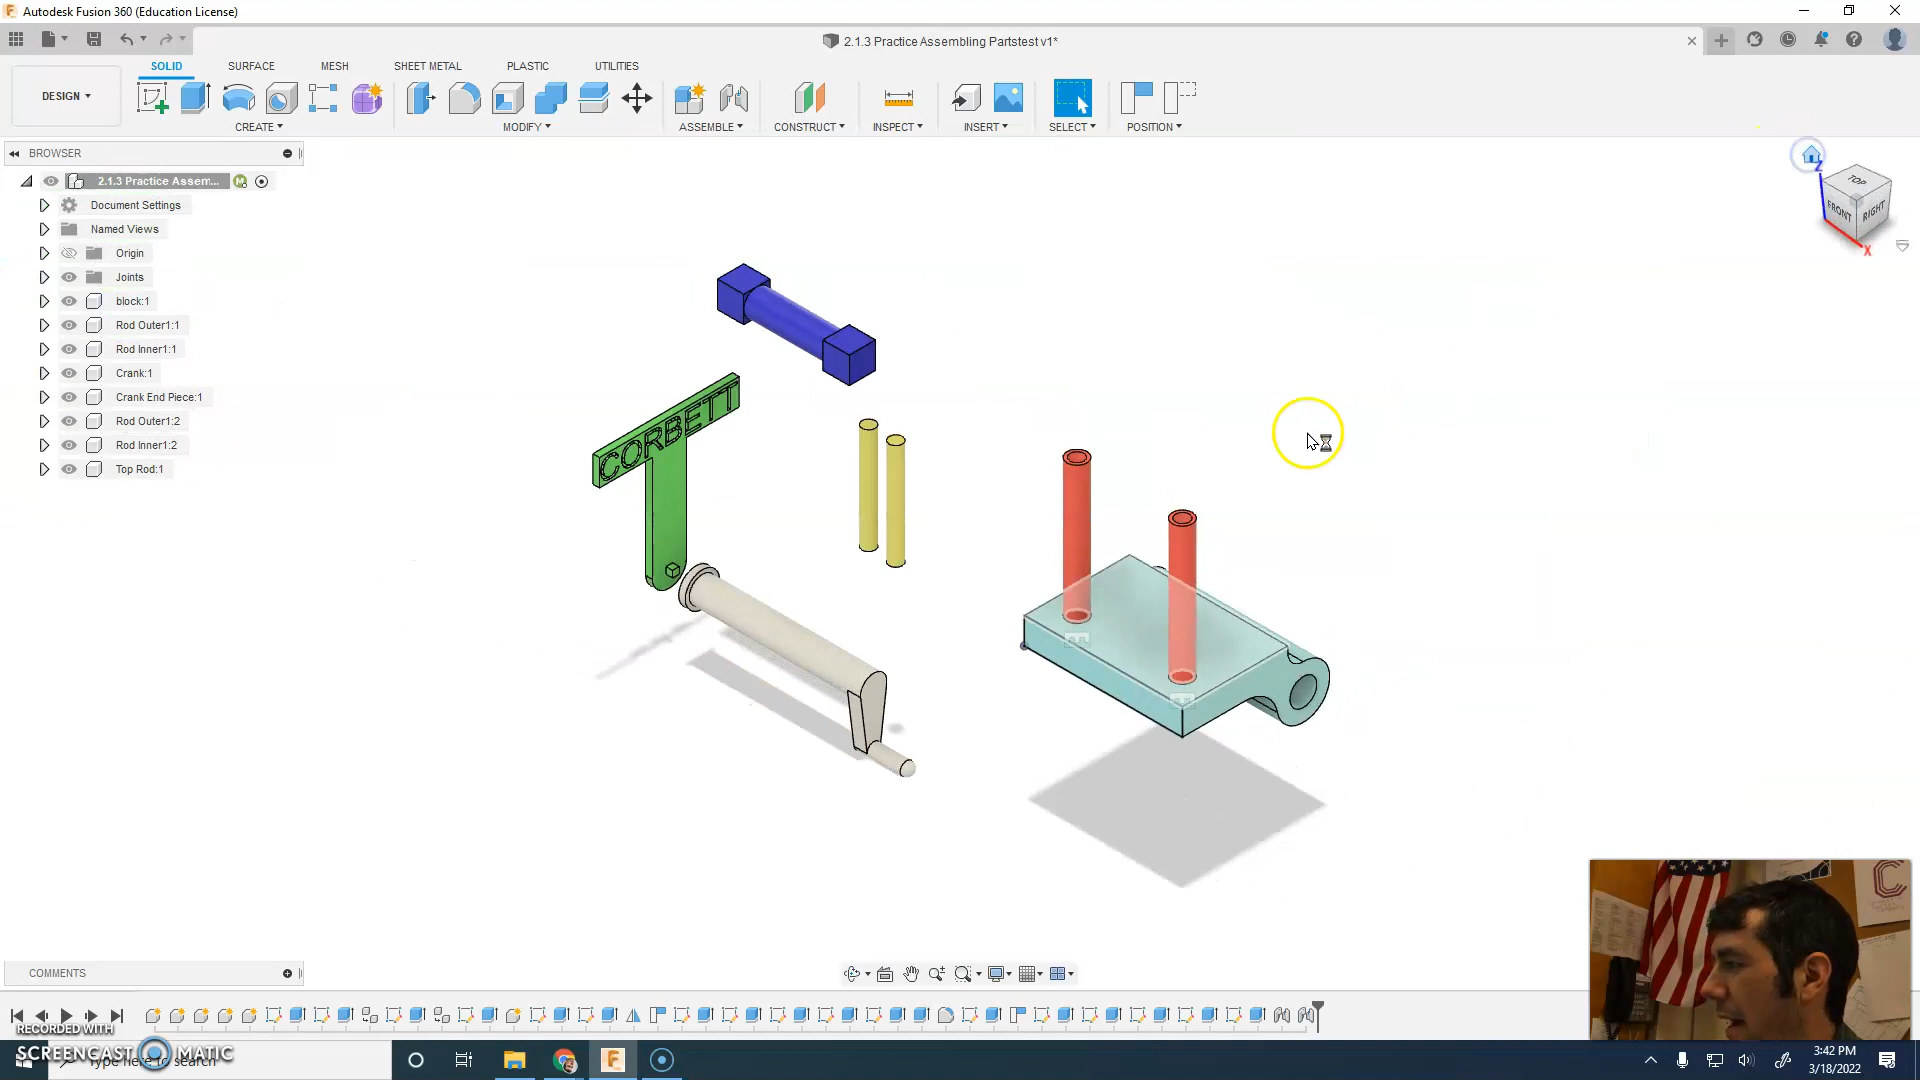 Autodesk Fusion 360 (Education License)
2.1.3 Practice Assembling Partstest v1*
DESIGN
SOLID SURFACE MESH SHEET METAL PLASTIC UTILITIES
CREATE MODIFY ASSEMBLE CONSTRUCT INSPECT INSERT SELECT POSITION
BROWSER
2.1.3 Practice Assem...
Document Settings
Named Views
Origin
Joints
block:1
Rod Outer1:1
Rod Inner1:1
Crank:1
Crank End Piece:1
Rod Outer1:2
Rod Inner1:2
Top Rod:1
TOP
FRONT
RIGHT
Z
X
CORBETT
COMMENTS
RECORDED WITH
SCREENCAST MATIC
Type here to search
3:42 PM
3/18/2022